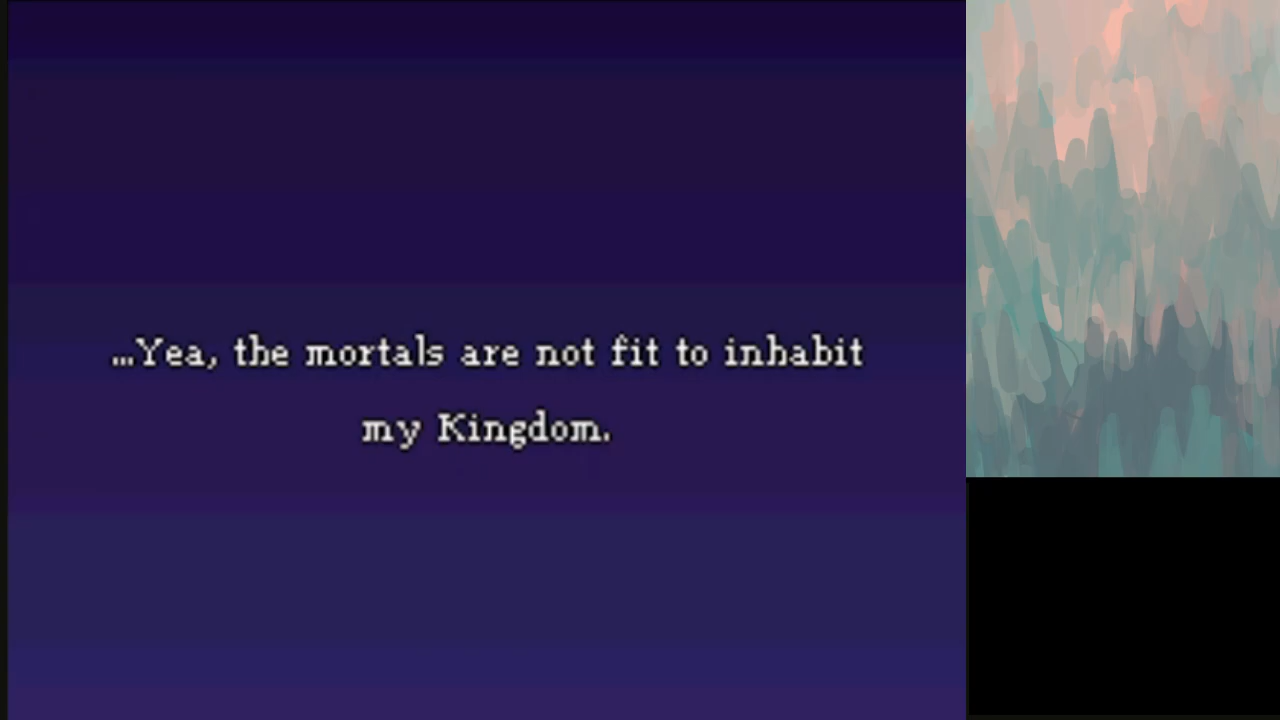 ...Yea, the mortals are not fit to inhabit
my Kingdom.